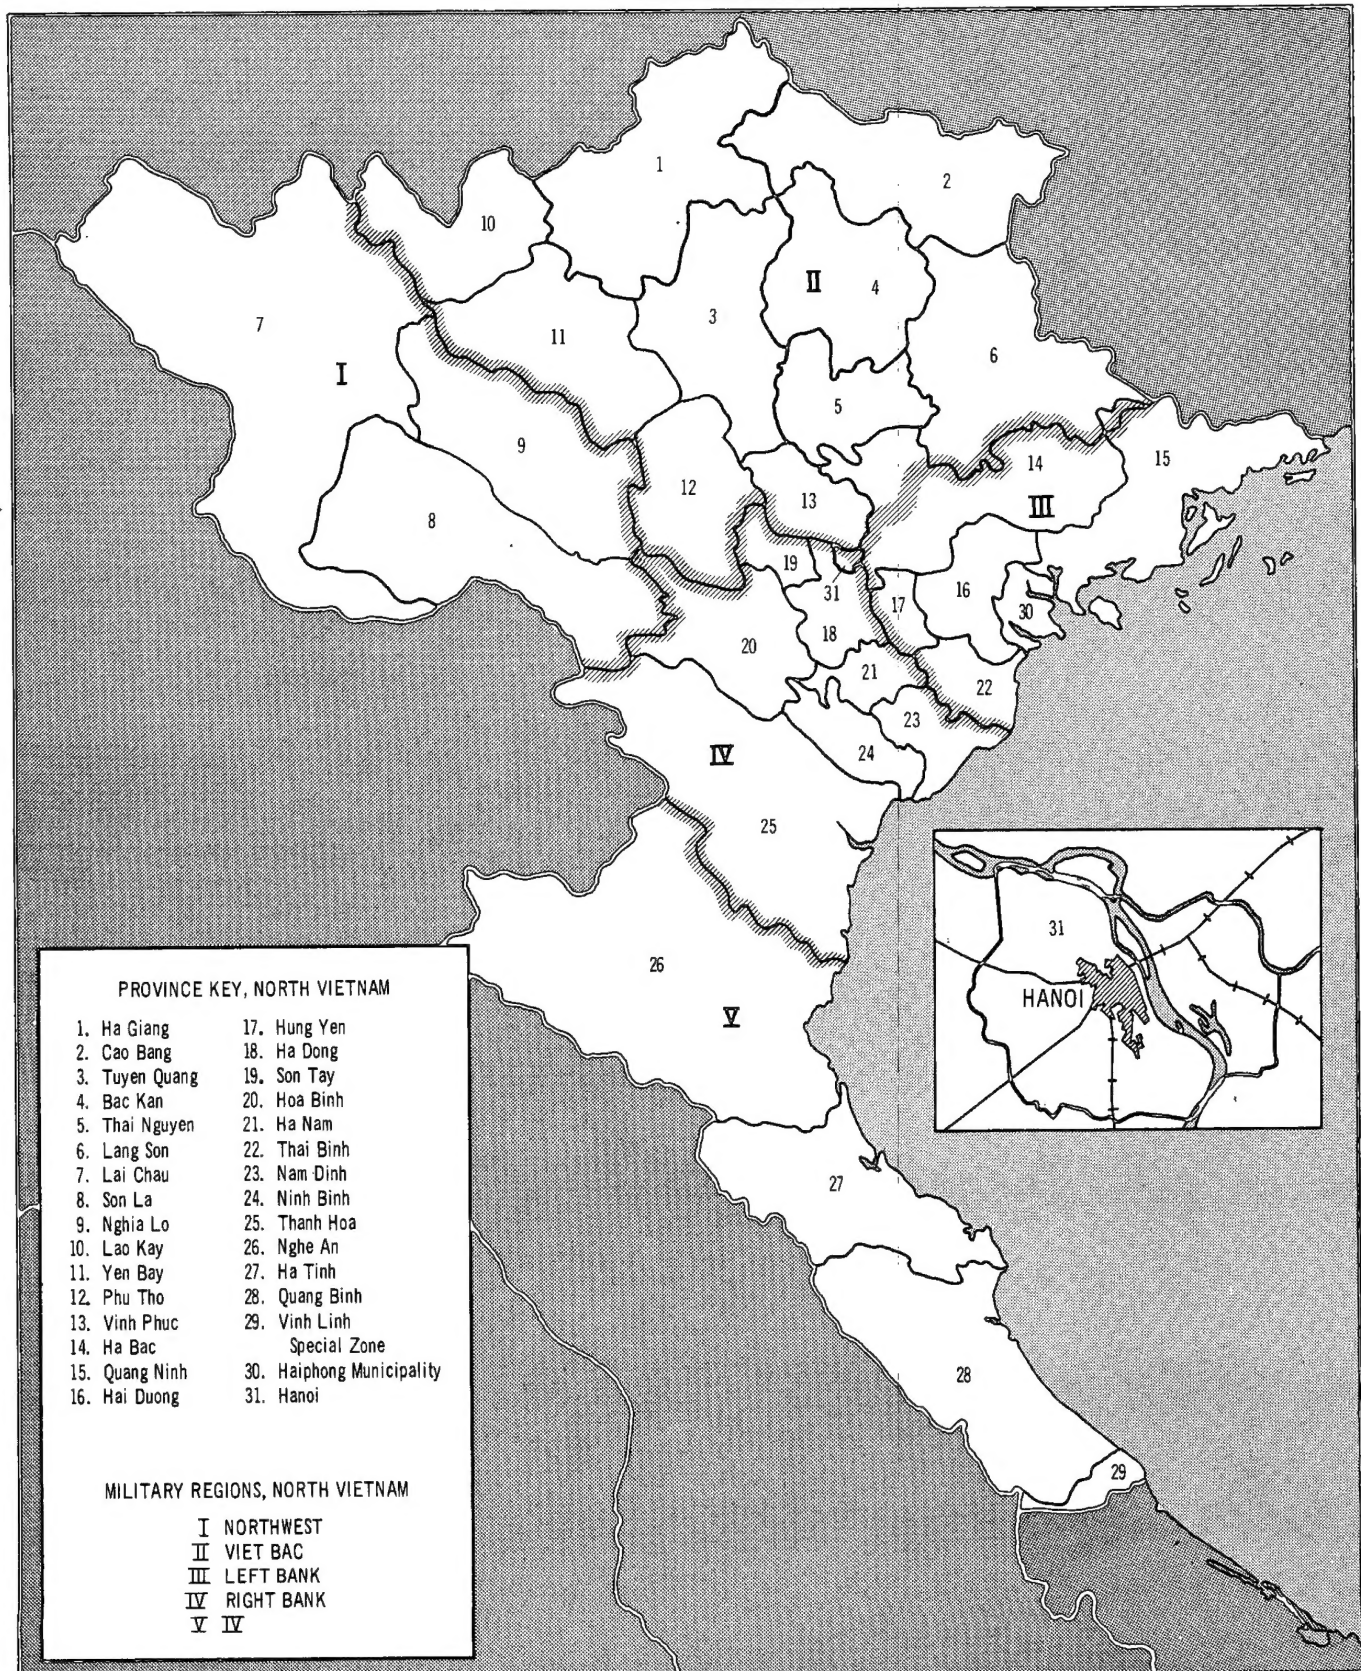 1
2
10
II
4
7
3
11
6
I
5
9
14
15
12
13
III
8
19
31
16
17
30
18
20
21
22
23
IV
24
25
31
HANOI
26
V
27
28
29
PROVINCE KEY, NORTH VIETNAM
1. Ha Giang
2. Cao Bang
3. Tuyen Quang
4. Bac Kan
5. Thai Nguyen
6. Lang Son
7. Lai Chau
8. Son La
9. Nghia Lo
10. Lao Kay
11. Yen Bay
12. Phu Tho
13. Vinh Phuc
14. Ha Bac
15. Quang Ninh
16. Hai Duong
17. Hung Yen
18. Ha Dong
19. Son Tay
20. Hoa Binh
21. Ha Nam
22. Thai Binh
23. Nam Dinh
24. Ninh Binh
25. Thanh Hoa
26. Nghe An
27. Ha Tinh
28. Quang Binh
29. Vinh Linh
Special Zone
30. Haiphong Municipality
31. Hanoi
MILITARY REGIONS, NORTH VIETNAM
I NORTHWEST
II VIET BAC
III LEFT BANK
IV RIGHT BANK
V IV